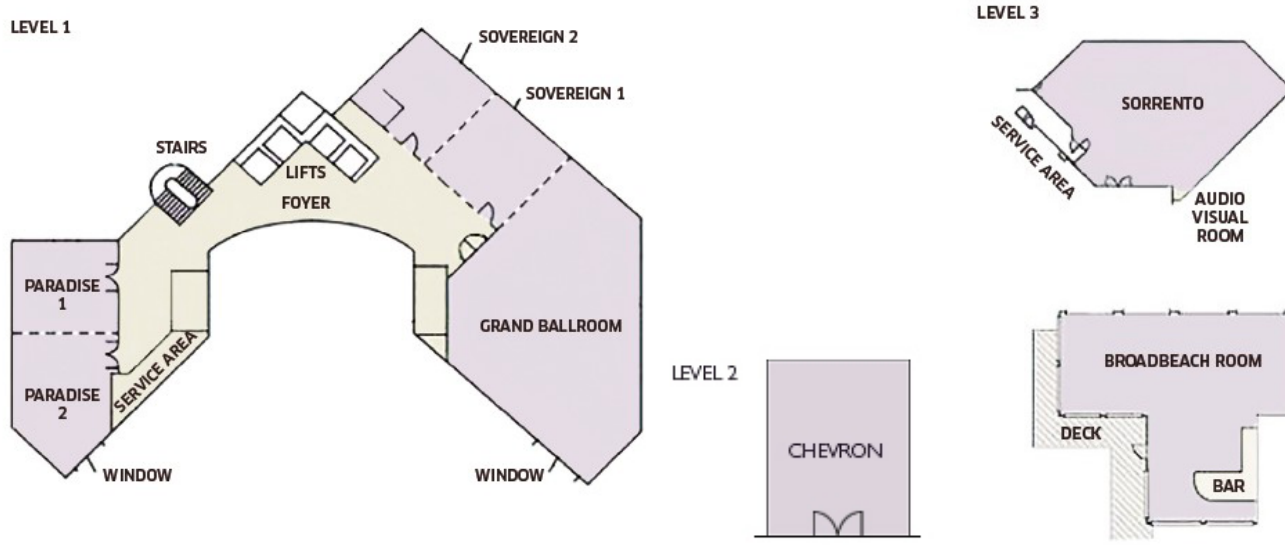 LEVEL 1
SOVEREIGN 2
SOVEREIGN 1
STAIRS
LIFTS
FOYER
PARADISE
1
PARADISE
2
SERVICE AREA
GRAND BALLROOM
WINDOW
WINDOW
LEVEL 2
CHEVRON
LEVEL 3
SORRENTO
SERVICE AREA
AUDIO
VISUAL
ROOM
BROADBEACH ROOM
DECK
BAR